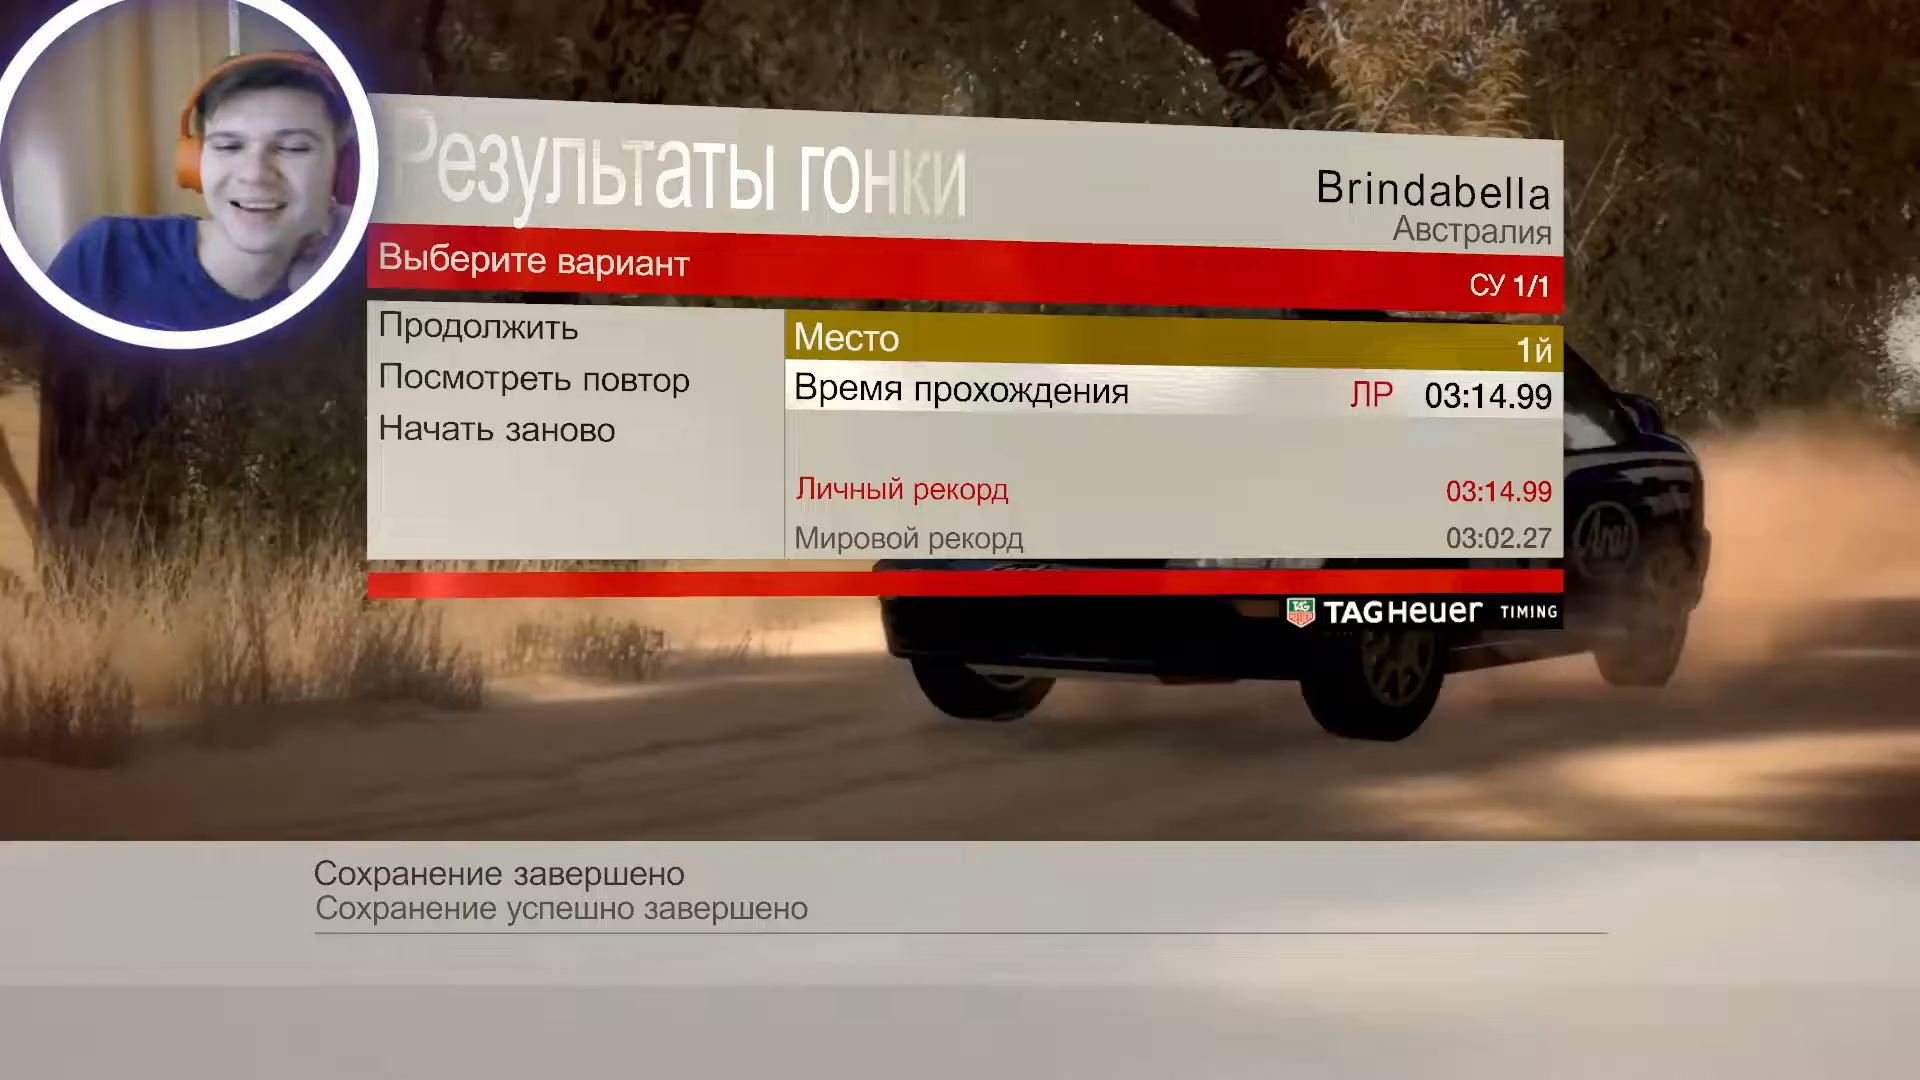 Результаты гонки
Brindabella
Австралия
Выберите вариант
СУ 1/1
Продолжить
Посмотреть повтор
Начать заново
Место 1й
Время прохождения ЛР 03:14.99
Личный рекорд 03:14.99
Мировой рекорд 03:02.27
TAG HEUER
TAGHeuer TIMING
Arai
Сохранение завершено
Сохранение успешно завершено